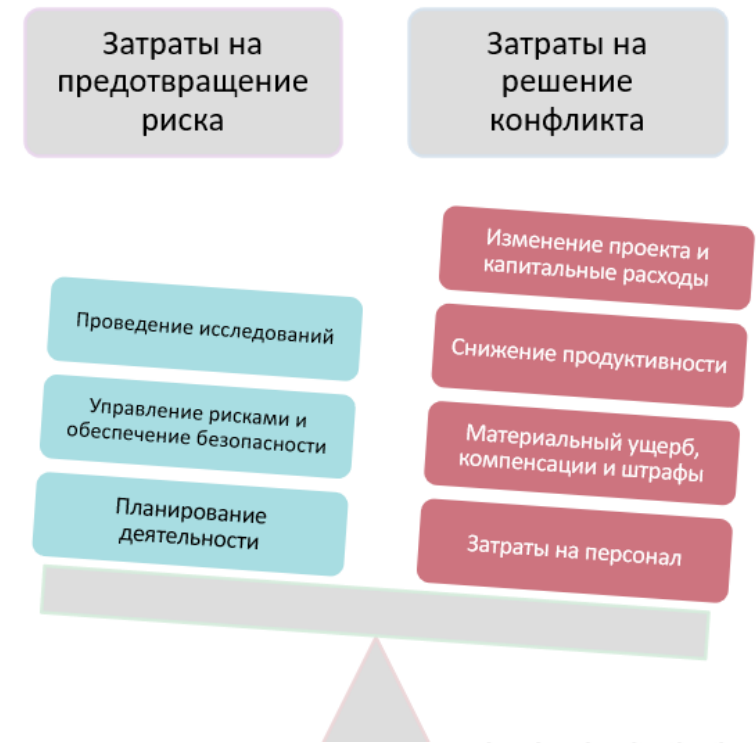 Затраты на
предотвращение
риска
Затраты на
решение
конфликта
Проведение исследований
Управление рисками и
обеспечение безопасности
Планирование
деятельности
Изменение проекта и
капитальные расходы
Снижение продуктивности
Материальный ущерб,
компенсации и штрафы
Затраты на персонал